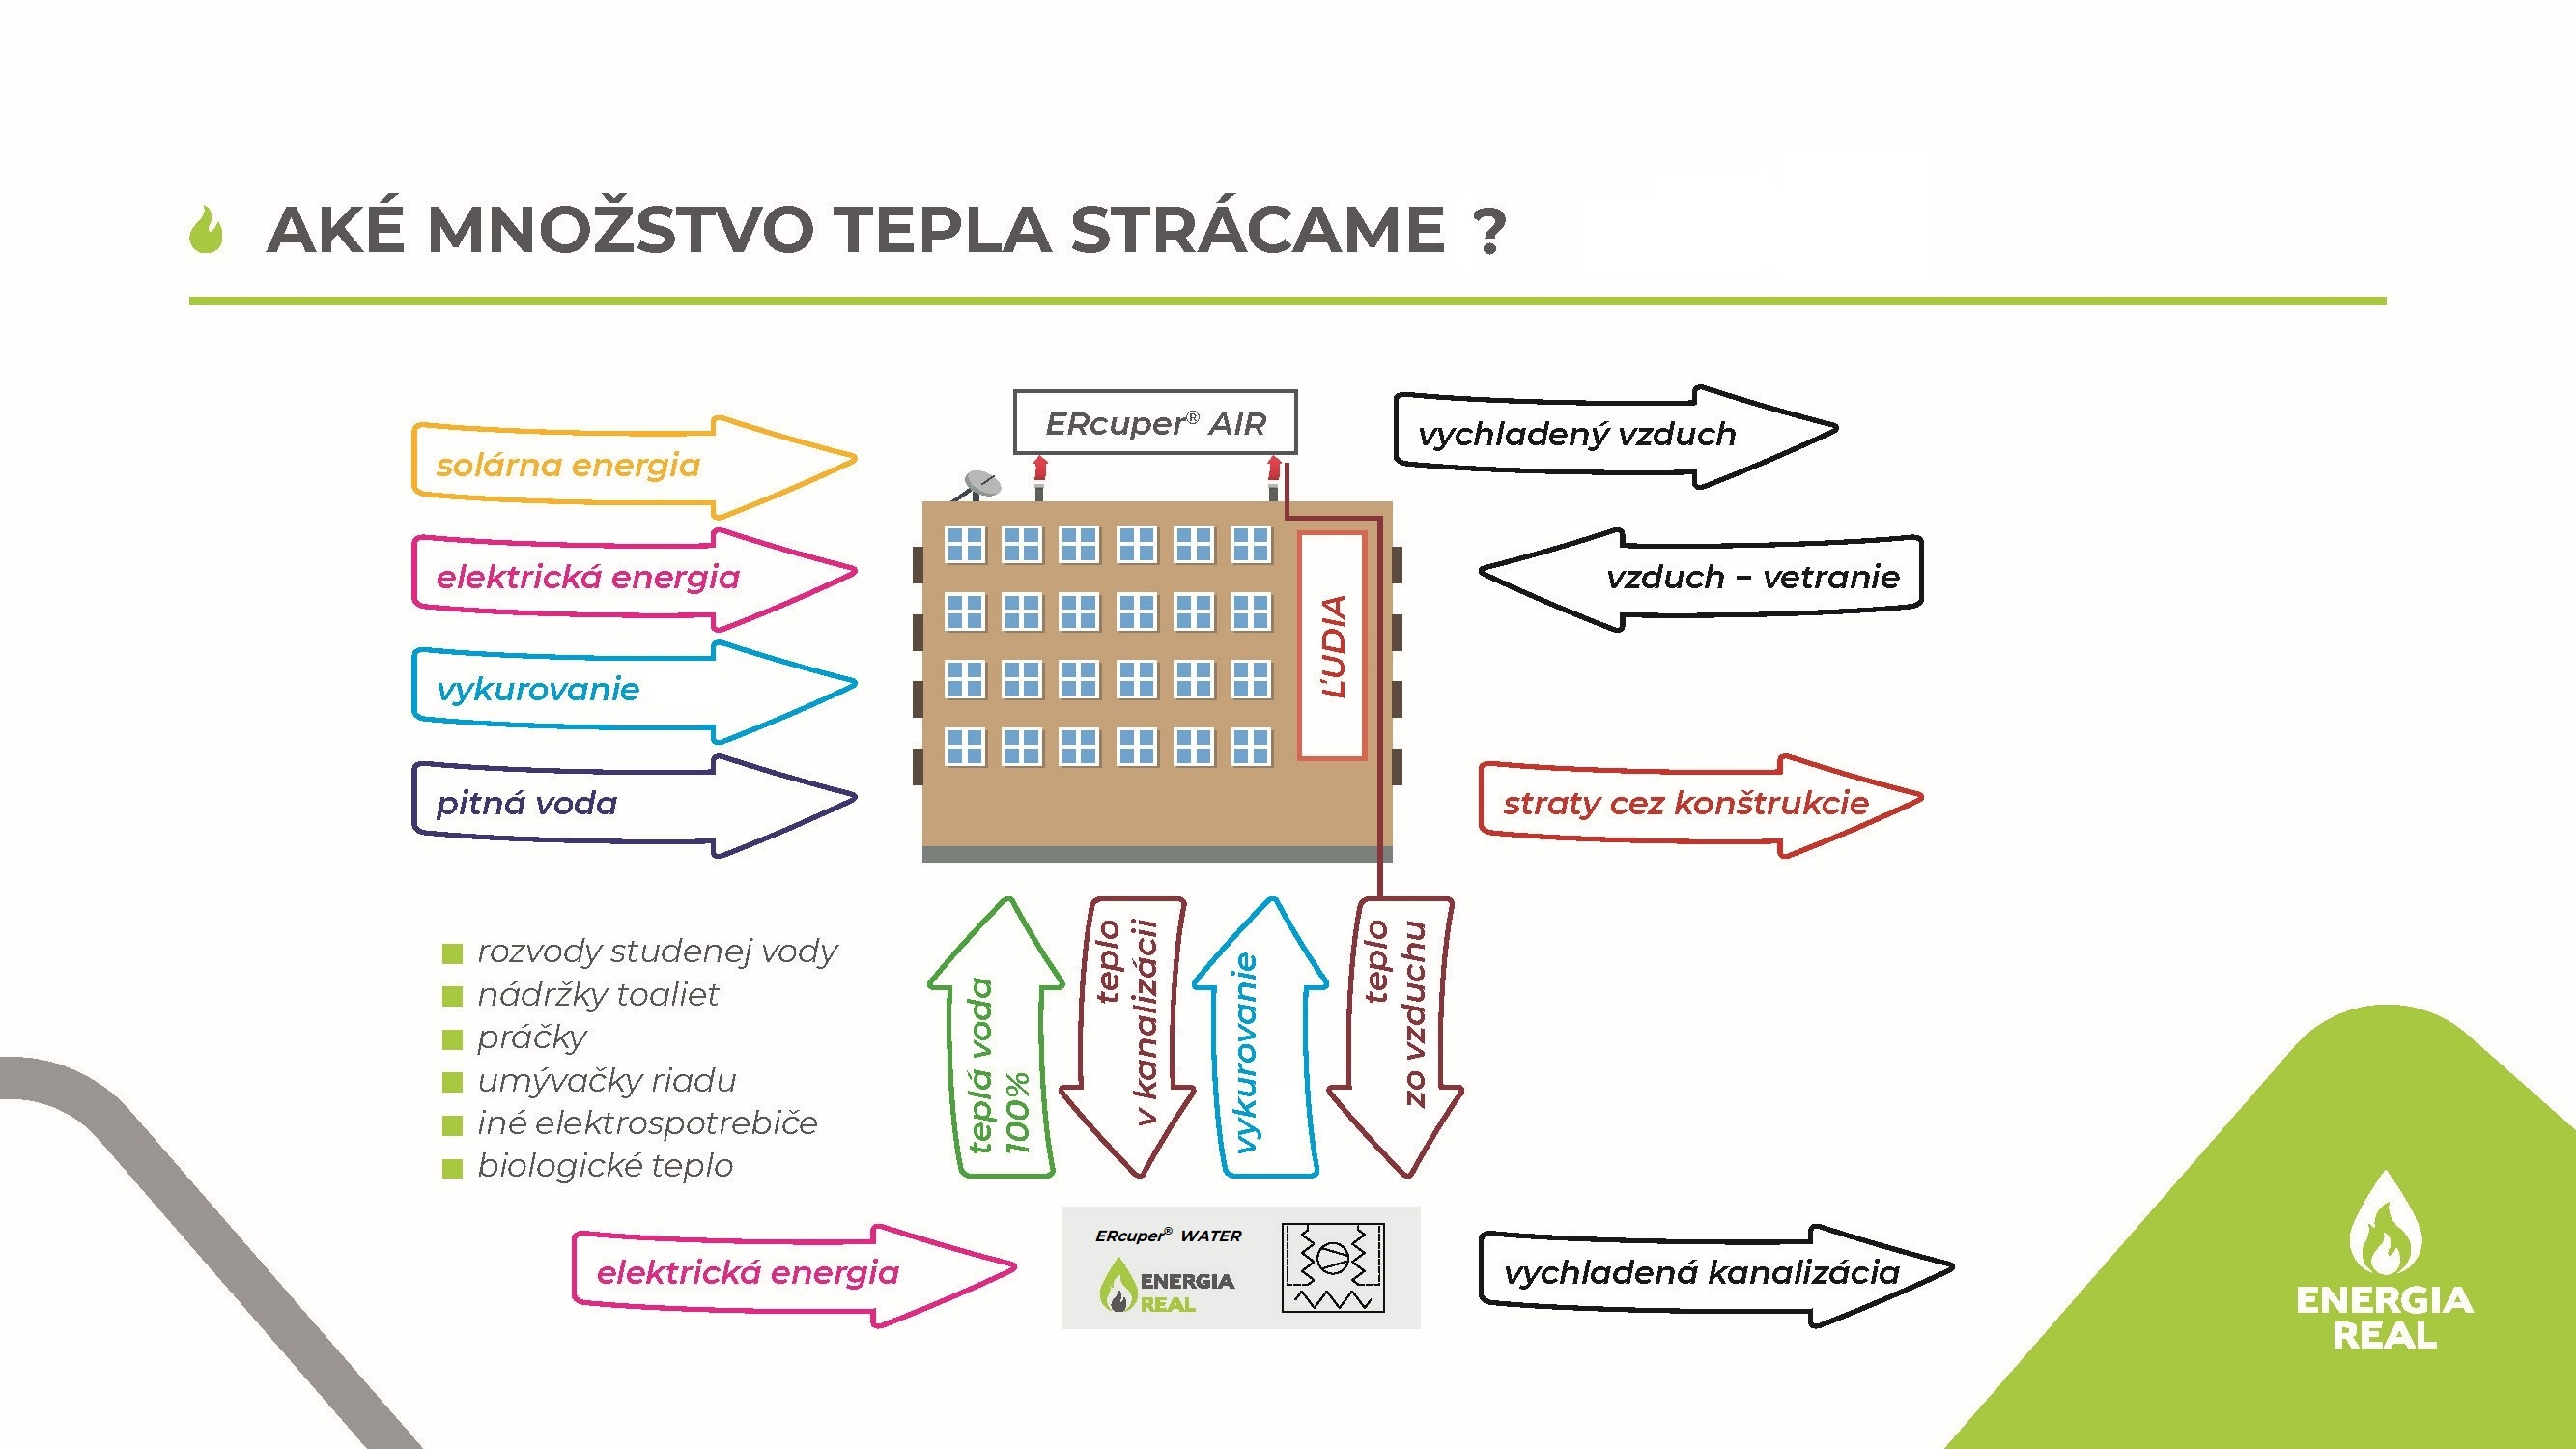 AKÉ MNOŽSTVO TEPLA STRÁCAME ?
ERcuper® AIR
solárna energia
elektrická energia
vykurovanie
pitná voda
vychladený vzduch
vzduch – vetranie
ĽUDIA
straty cez konštrukcie
rozvody studenej vody
nádržky toaliet
práčky
umývačky riadu
iné elektrospotrebiče
biologické teplo
teplá voda
100%
teplo
v kanalizácii
vykurovanie
teplo
zo vzduchu
elektrická energia
ERcuper® WATER
ENERGIA
REAL
vychladená kanalizácia
ENERGIA
REAL